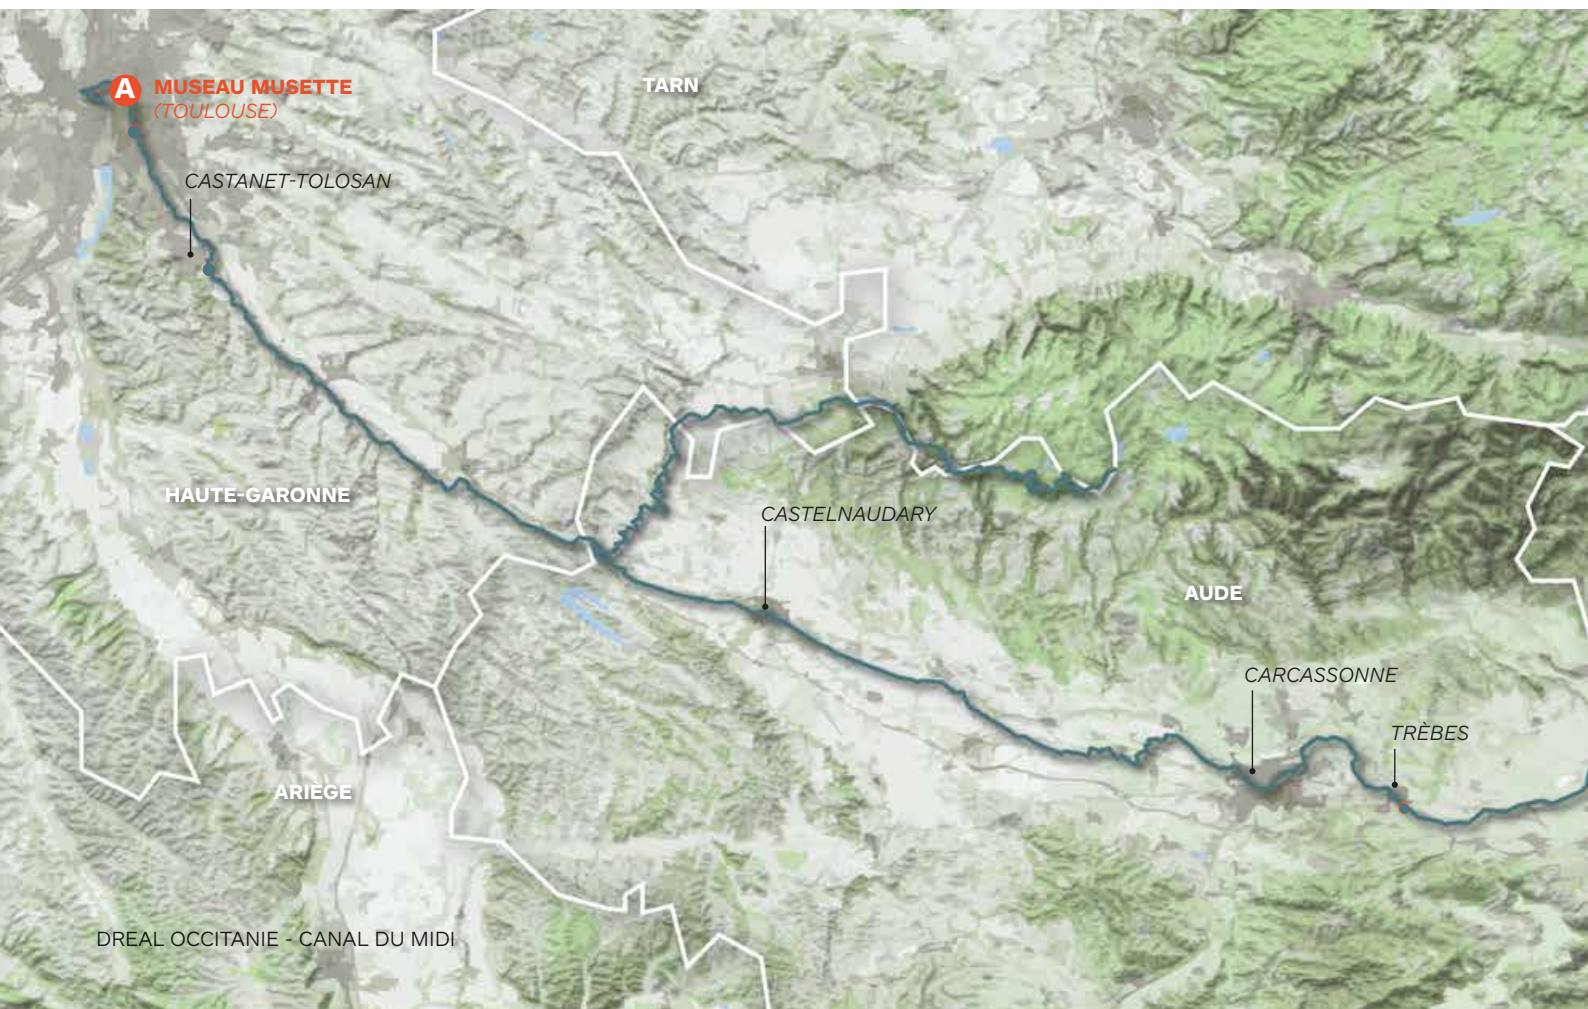 TARN
A MUSEAU MUSETTE
(TOULOUSE)
CASTANET-TOLOSAN
HAUTE-GARONNE
CASTELNAUDARY
AUDE
CARCASSONNE
TRÈBES
ARIÈGE
DREAL OCCITANIE - CANAL DU MIDI